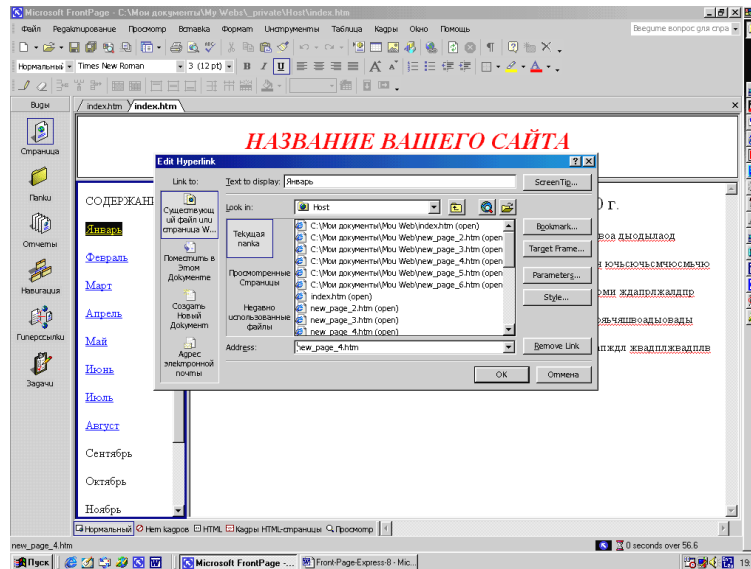 Microsoft FrontPage - C:\Мои документы\My Webs\_private\Host\index.htm
Файл Редактирование Просмотр Вставка Формат Инструменты Таблица Кадры Окно Помощь
Введите вопрос для спра
Нормальный Times New Roman 3 (12 pt)
Виды
index.htm index.htm
Страница
НАЗВАНИЕ ВАШЕГО САЙТА
Edit Hyperlink
Link to:
Text to display: Январь
ScreenTip...
Существующий файл или страница W...
Look in: Host
Текущая папка
C:\Мои документы\Мои Web\index.htm (open)
C:\Мои документы\Мои Web\new_page_2.htm (open
C:\Мои документы\Мои Web\new_page_3.htm (open
C:\Мои документы\Мои Web\new_page_4.htm (open
C:\Мои документы\Мои Web\new_page_5.htm (open
C:\Мои документы\Мои Web\new_page_6.htm (open
index.htm (open)
new_page_2.htm (open)
new_page_3.htm (open)
new_page_4.htm (open)
Bookmark...
Target Frame...
Parameters...
Style...
Поместить в Этом Документе
Просмотренные Страницы
Создать Новый Документ
Недавно использованные файлы
Адрес электронной почты
Address: new_page_4.htm
Remove Link
OK
Отмена
Папки
Отчеты
Навигация
Гиперссылки
Задачи
СОДЕРЖАНИ
Январь
Февраль
Март
Апрель
Май
Июнь
Июль
Август
Сентябрь
Октябрь
Ноябрь
г.
Нормальный Нет кадров HTML Кадры HTML-страницы Просмотр
new_page_4.htm
0 seconds over 56.6
Пуск
Microsoft FrontPage -...
Front-Page-Express-8 - Mic...
19